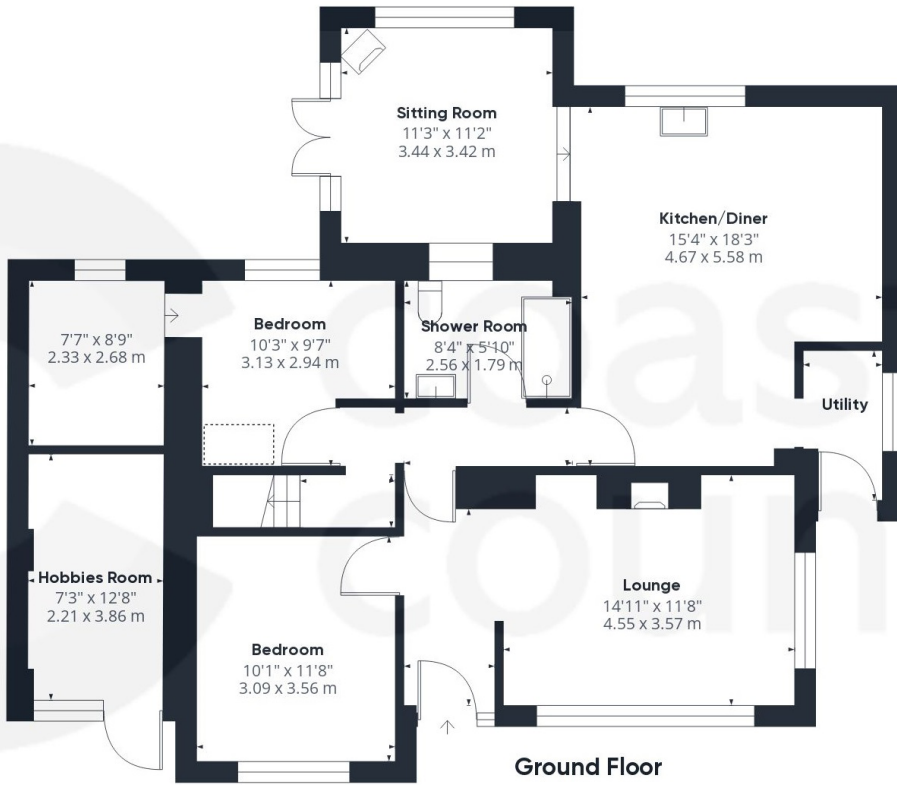 Sitting Room
11'3" x 11'2"
3.44 x 3.42 m
Kitchen/Diner
15'4" x 18'3"
4.67 x 5.58 m
7'7" x 8'9"
2.33 x 2.68 m
Bedroom
10'3" x 9'7"
3.13 x 2.94 m
Shower Room
8'4" x 5'10"
2.56 x 1.79 m
Utility
Hobbies Room
7'3" x 12'8"
2.21 x 3.86 m
Lounge
14'11" x 11'8"
4.55 x 3.57 m
Bedroom
10'1" x 11'8"
3.09 x 3.56 m
Ground Floor
coas
coun